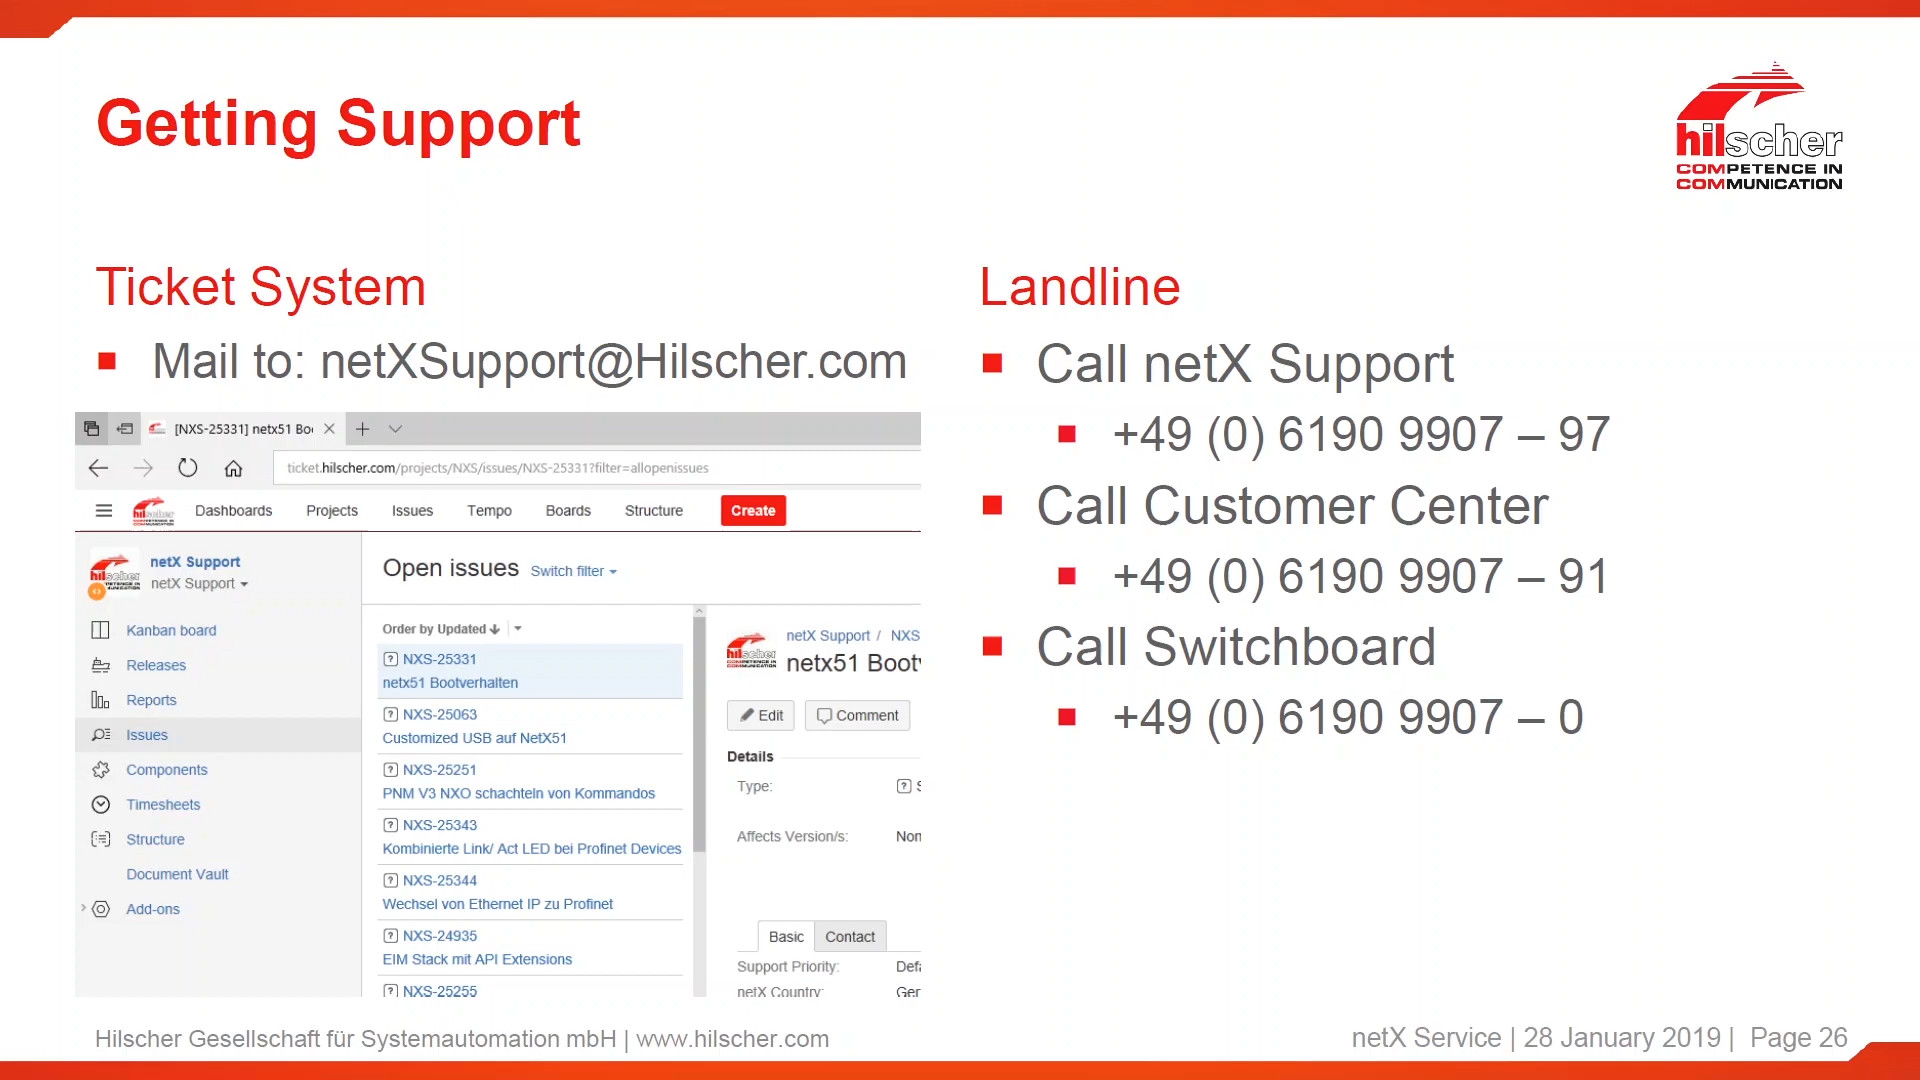 Getting Support
hilscher
COMPETENCE IN
COMMUNICATION
Ticket System
Mail to: netXSupport@Hilscher.com
[NXS-25331] netx51 Boo
ticket.hilscher.com/projects/NXS/issues/NXS-25331?filter=allopenissues
Dashboards Projects Issues Tempo Boards Structure Create
netX Support
netX Support
Kanban board
Releases
Reports
Issues
Components
Timesheets
Structure
Document Vault
Add-ons
Open issues Switch filter
Order by Updated
NXS-25331
netx51 Bootverhalten
NXS-25063
Customized USB auf NetX51
NXS-25251
PNM V3 NXO schachteln von Kommandos
NXS-25343
Kombinierte Link/ Act LED bei Profinet Devices
NXS-25344
Wechsel von Ethernet IP zu Profinet
NXS-24935
EIM Stack mit API Extensions
NXS-25255
netX Support / NXS
netx51 Bootv
Edit Comment
Details
Type: S
Affects Version/s: Non
Basic Contact
Support Priority: Defa
netX Country: Ger
Landline
Call netX Support
+49 (0) 6190 9907 – 97
Call Customer Center
+49 (0) 6190 9907 – 91
Call Switchboard
+49 (0) 6190 9907 – 0
Hilscher Gesellschaft für Systemautomation mbH | www.hilscher.com
netX Service | 28 January 2019 | Page 26